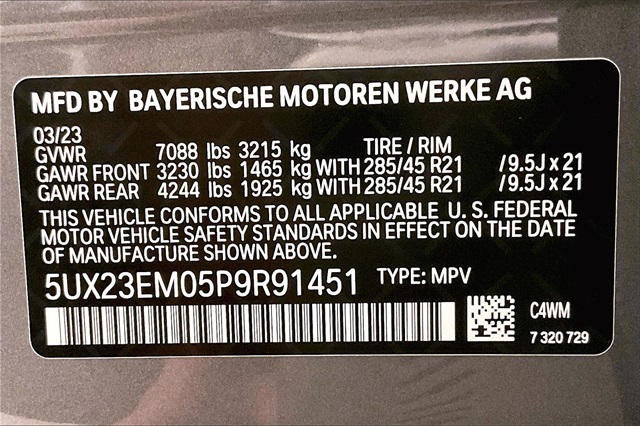 MFD BY BAYERISCHE MOTOREN WERKE AG
03/23
GVWR 7088 lbs 3215 kg TIRE / RIM
GAWR FRONT 3230 lbs 1465 kg WITH 285/45 R21 /9.5J x 21
GAWR REAR 4244 lbs 1925 kg WITH 285/45 R21 /9.5J x 21
THIS VEHICLE CONFORMS TO ALL APPLICABLE U. S. FEDERAL
MOTOR VEHICLE SAFETY STANDARDS IN EFFECT ON THE DATE
OF MANUFACTURE SHOWN ABOVE.
5UX23EM05P9R91451 TYPE: MPV
C4WM
7 320 729